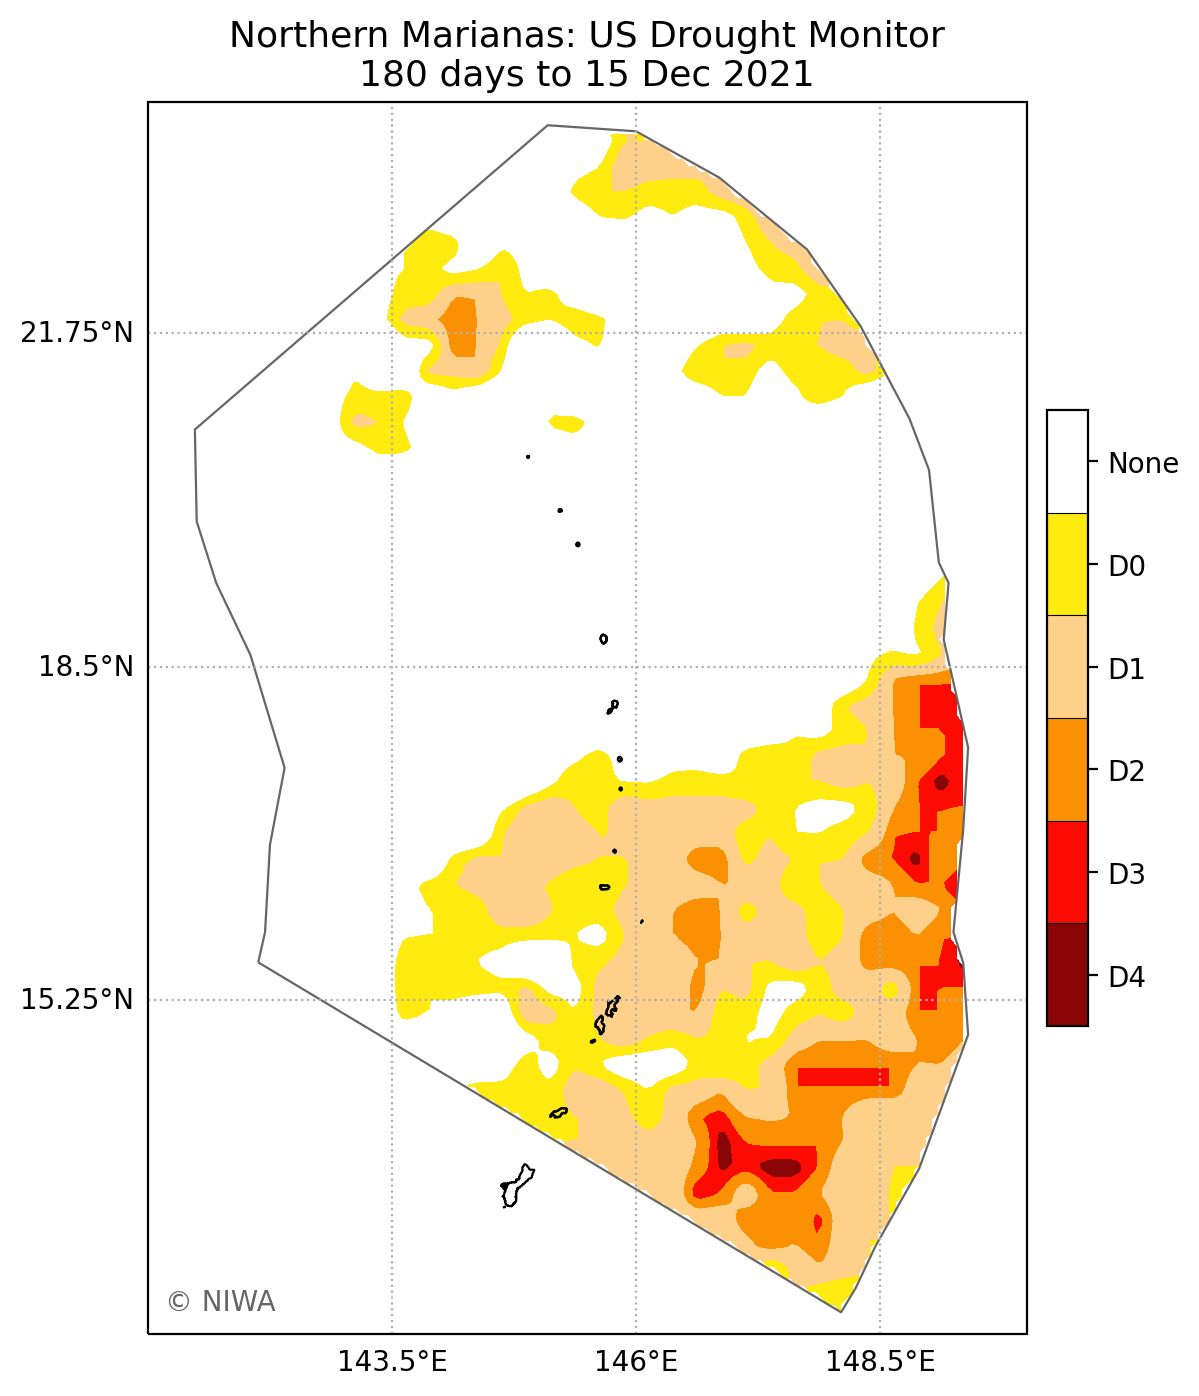 Northern Marianas: US Drought Monitor
180 days to 15 Dec 2021
21.75°N
18.5°N
15.25°N
143.5°E
146°E
148.5°E
None
D0
D1
D2
D3
D4
© NIWA